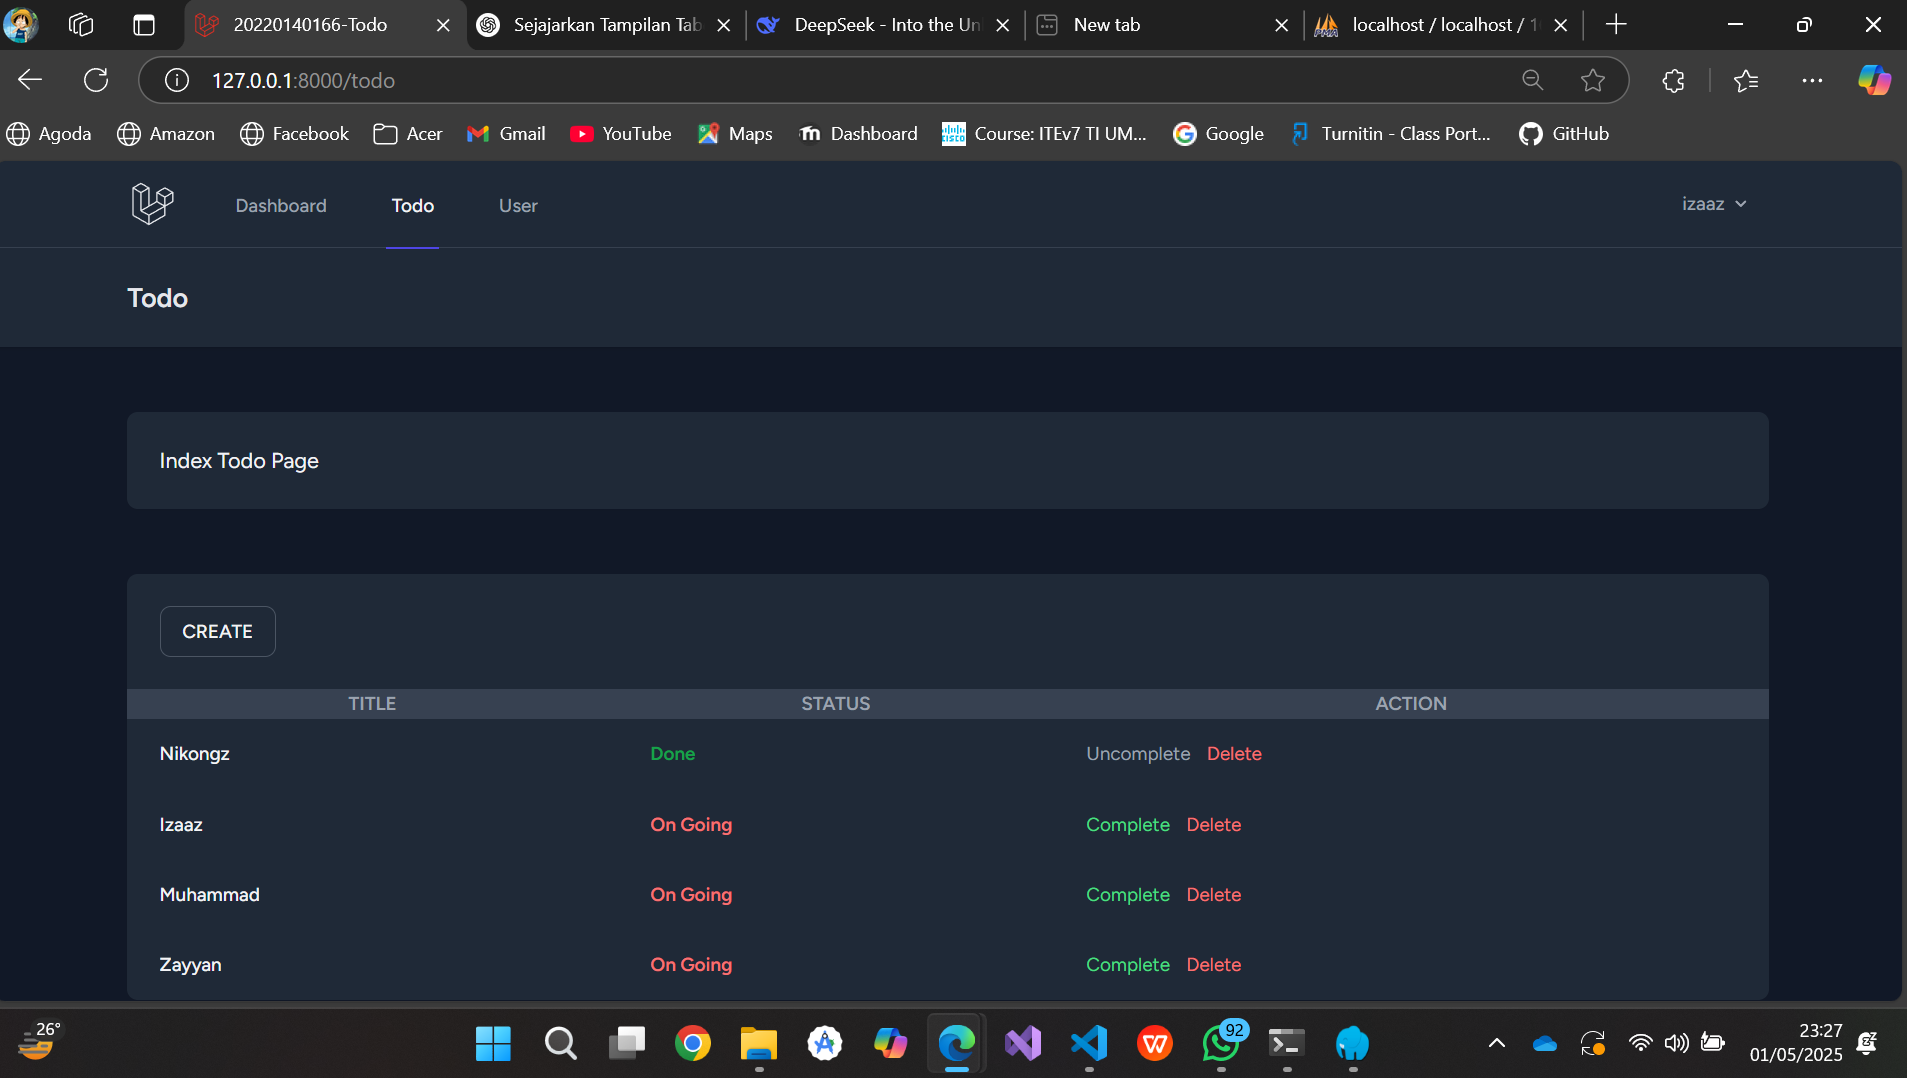 20220140166-Todo
Sejajarkan Tampilan Tab
DeepSeek - Into the Un
New tab
localhost / localhost / 1
127.0.0.1:8000/todo
Agoda Amazon Facebook Acer Gmail YouTube Maps Dashboard Course: ITEv7 TI UM... Google Turnitin - Class Port... GitHub
Dashboard Todo User izaaz
Todo
Index Todo Page
CREATE
TITLE STATUS ACTION
Nikongz Done Uncomplete Delete
Izaaz On Going Complete Delete
Muhammad On Going Complete Delete
Zayyan On Going Complete Delete
26°
92
23:27
01/05/2025